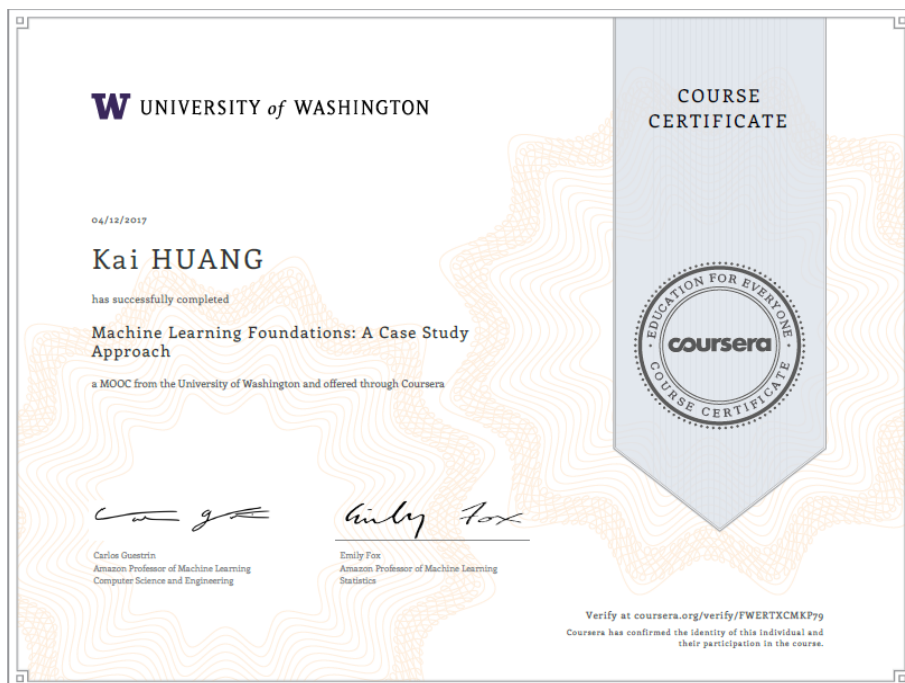 W UNIVERSITY of WASHINGTON
COURSE
CERTIFICATE
04/12/2017
Kai HUANG
has successfully completed
Machine Learning Foundations: A Case Study
Approach
a MOOC from the University of Washington and offered through Coursera
EDUCATION FOR EVERYONE
coursera
COURSE CERTIFICATE
Emily Fox
Carlos Guestrin
Amazon Professor of Machine Learning
Computer Science and Engineering
Emily Fox
Amazon Professor of Machine Learning
Statistics
Verify at coursera.org/verify/FWERTXCMKP79
Coursera has confirmed the identity of this individual and
their participation in the course.